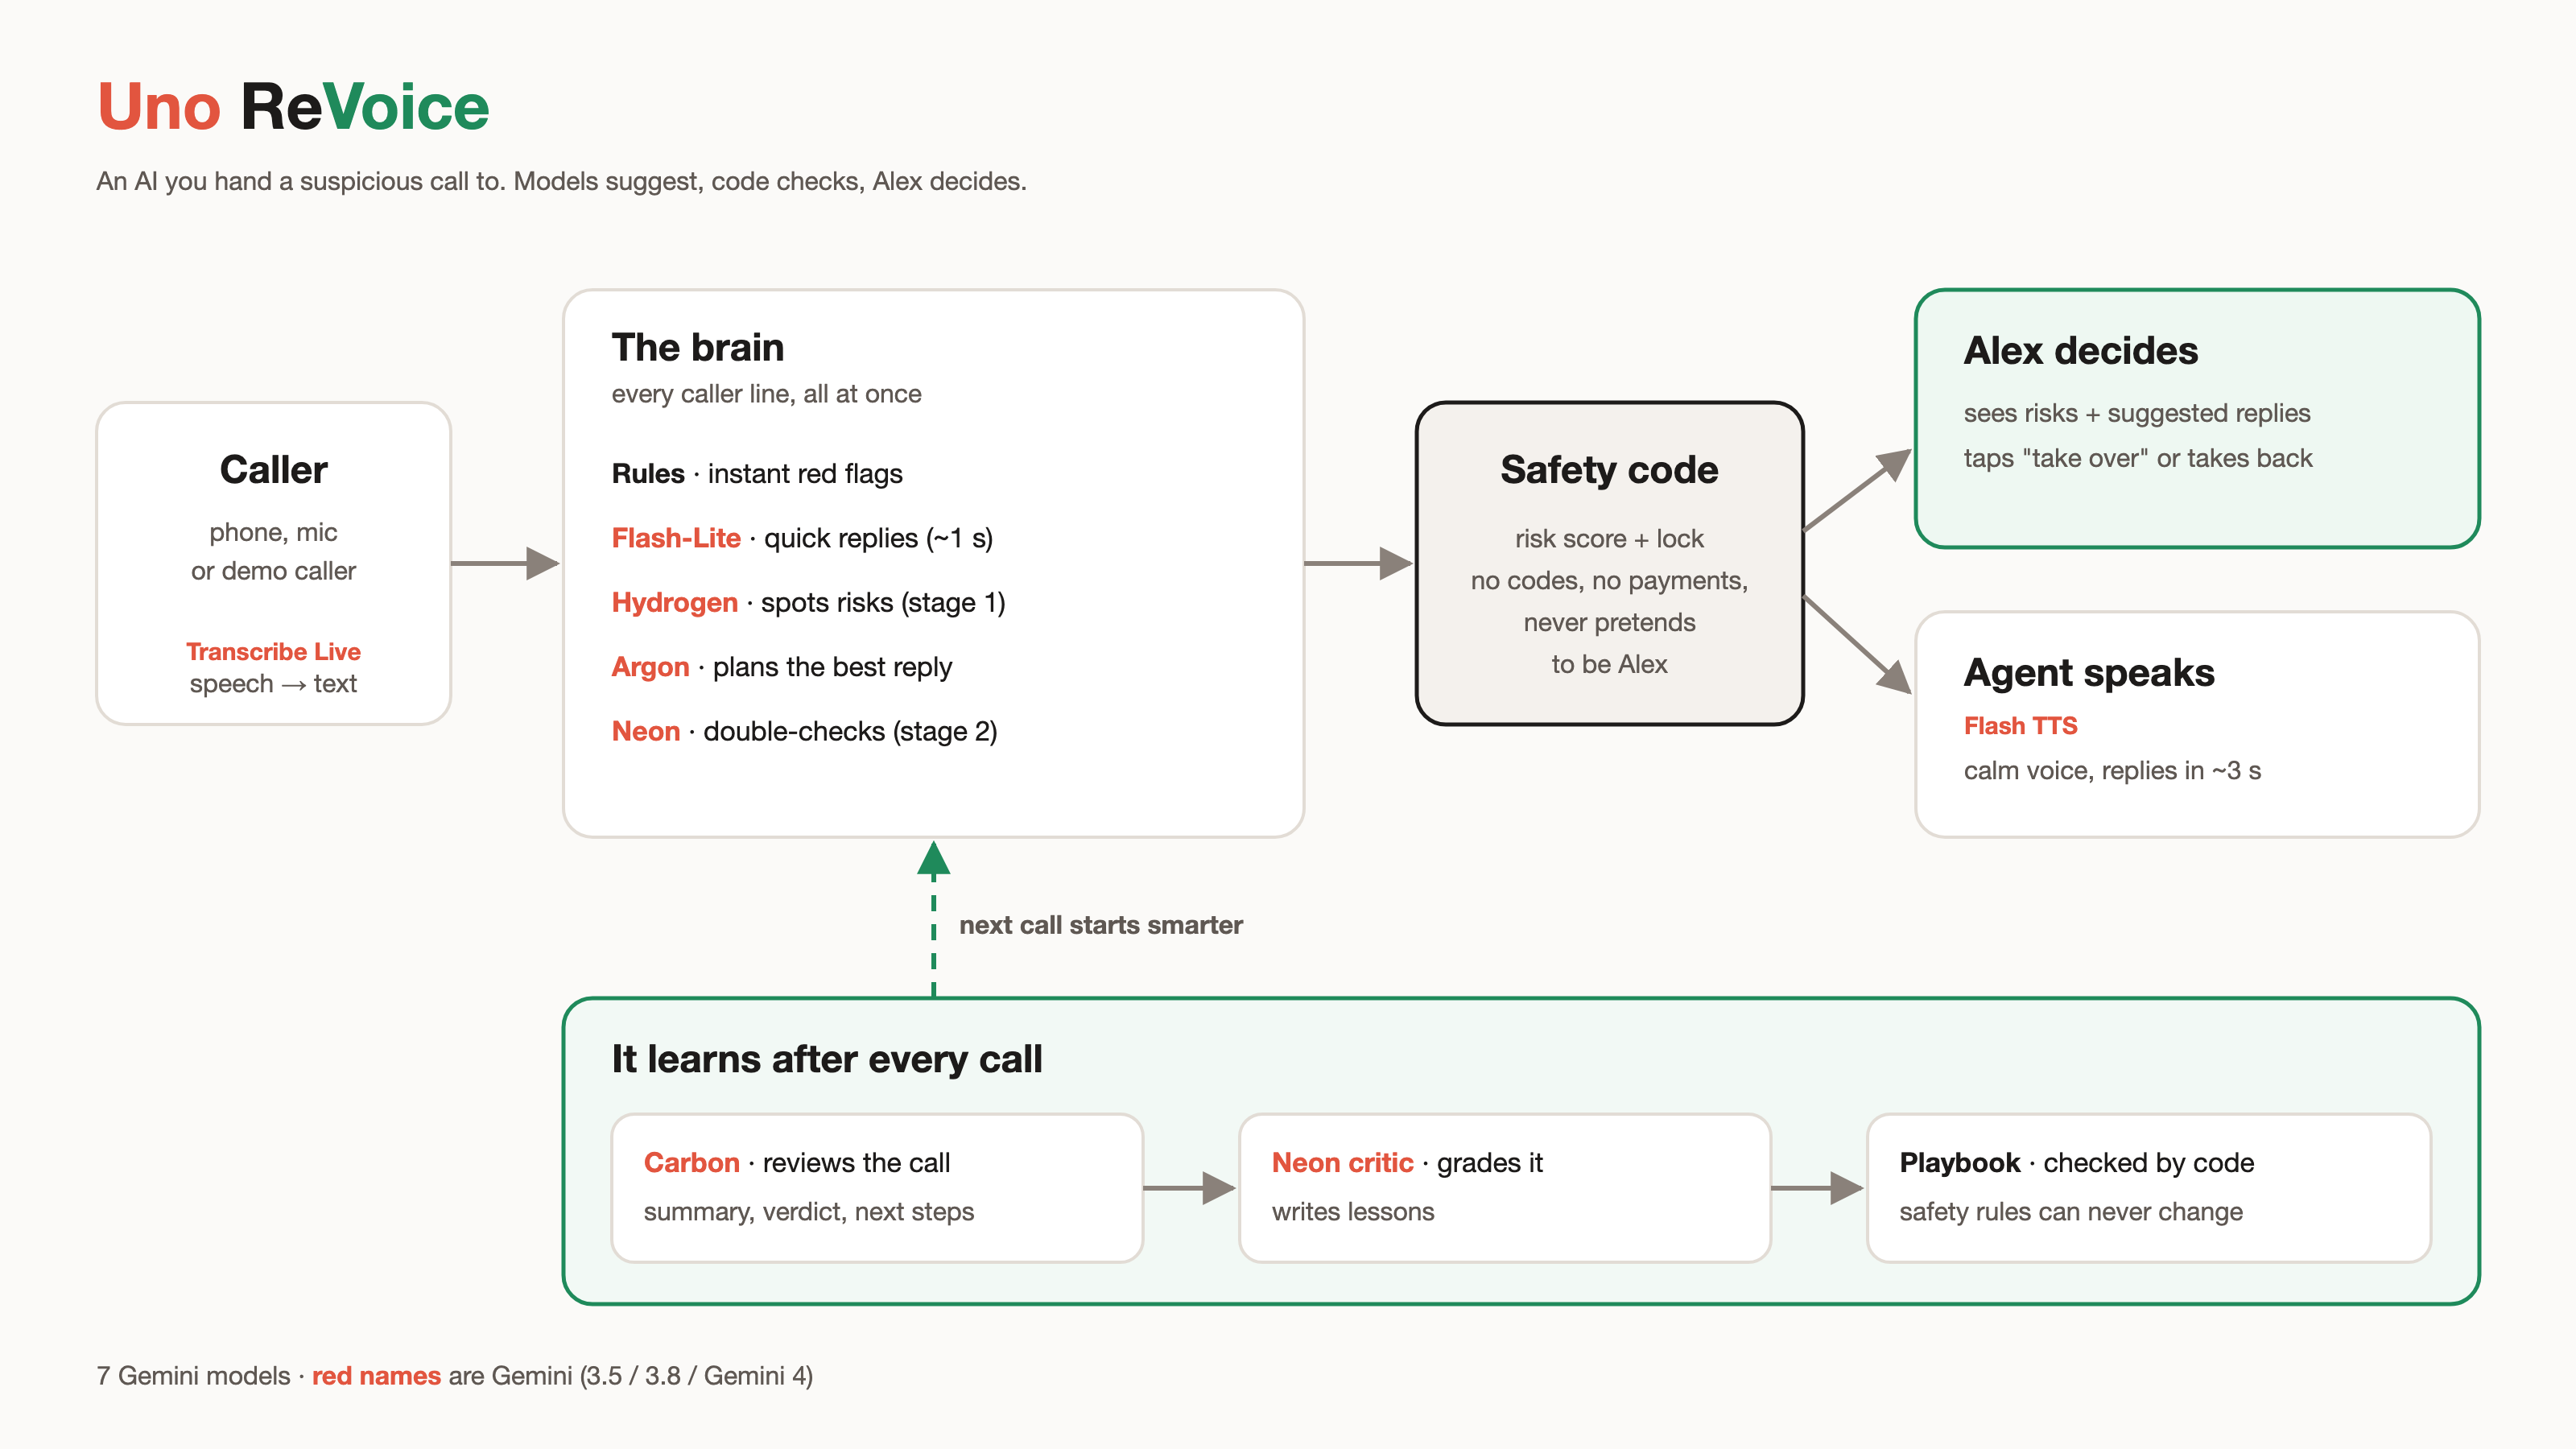 Uno ReVoice
An AI you hand a suspicious call to. Models suggest, code checks, Alex decides.
Caller
phone, mic
or demo caller
Transcribe Live
speech → text
The brain
every caller line, all at once
Rules · instant red flags
Flash-Lite · quick replies (~1 s)
Hydrogen · spots risks (stage 1)
Argon · plans the best reply
Neon · double-checks (stage 2)
Safety code
risk score + lock
no codes, no payments,
never pretends
to be Alex
Alex decides
sees risks + suggested replies
taps "take over" or takes back
Agent speaks
Flash TTS
calm voice, replies in ~3 s
next call starts smarter
It learns after every call
Carbon · reviews the call
summary, verdict, next steps
Neon critic · grades it
writes lessons
Playbook · checked by code
safety rules can never change
7 Gemini models · red names are Gemini (3.5 / 3.8 / Gemini 4)